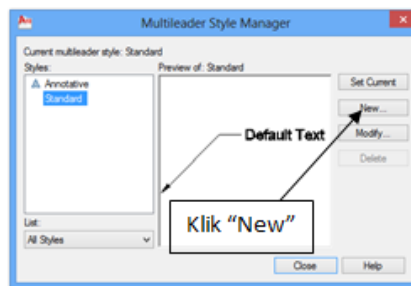 Multileader Style Manager
Current multileader style: Standard
Styles:
Preview of: Standard
Annotative
Standard
Default Text
Set Current
New...
Modify...
Delete
Klik “New”
List:
All Styles
Close
Help